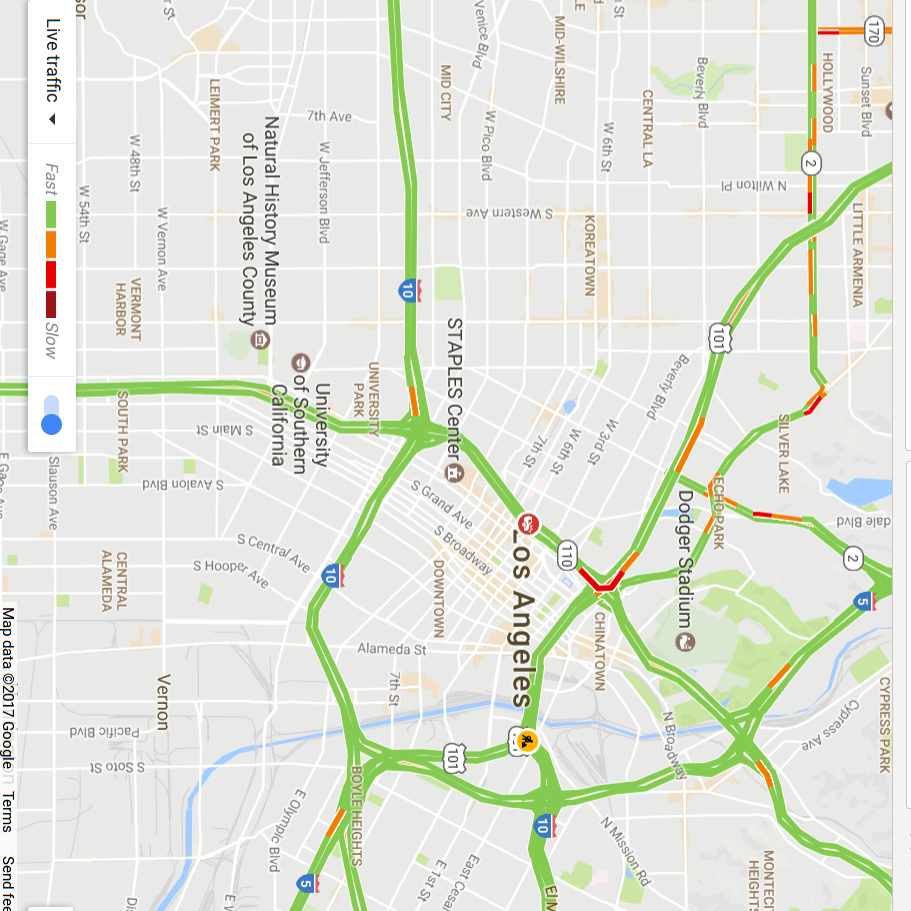 Live traffic
Fast
Slow
170
HOLLYWOOD
Sunset Blvd
2
N Wilton Pl
LITTLE ARMENIA
MID-WILSHIRE
Venice Blvd
MID CITY
Beverly Blvd
CENTRAL LA
W 6th St
W Pico Blvd
S Western Ave
KOREATOWN
7th Ave
W Jefferson Blvd
LEIMERT PARK
W 48th St
W 54th St
W Vernon Ave
W Gage Ave
VERMONT
HARBOR
Natural History Museum
of Los Angeles County
10
101
STAPLES Center
UNIVERSITY
PARK
University
of Southern
California
SOUTH PARK
S Main St
S Avalon Blvd
Slauson Ave
E Gage Ave
Beverly Blvd
W 3rd St
W 6th St
7th St
SILVER LAKE
ECHO PARK
Dodger Stadium
dale Blvd
2
5
110
Los Angeles
S Grand Ave
S Broadway
DOWNTOWN
CHINATOWN
S Central Ave
S Hooper Ave
10
CENTRAL
ALAMEDA
Alameda St
7th St
Vernon
Pacific Blvd
S Soto St
101
BOYLE HEIGHTS
E Olympic Blvd
5
10
N Broadway
N Mission Rd
Cypress Ave
CYPRESS PARK
E 1st St
East Cesar
El M
MONTECI
HEIGHTS
Map data ©2017 Google
Terms
Send fee